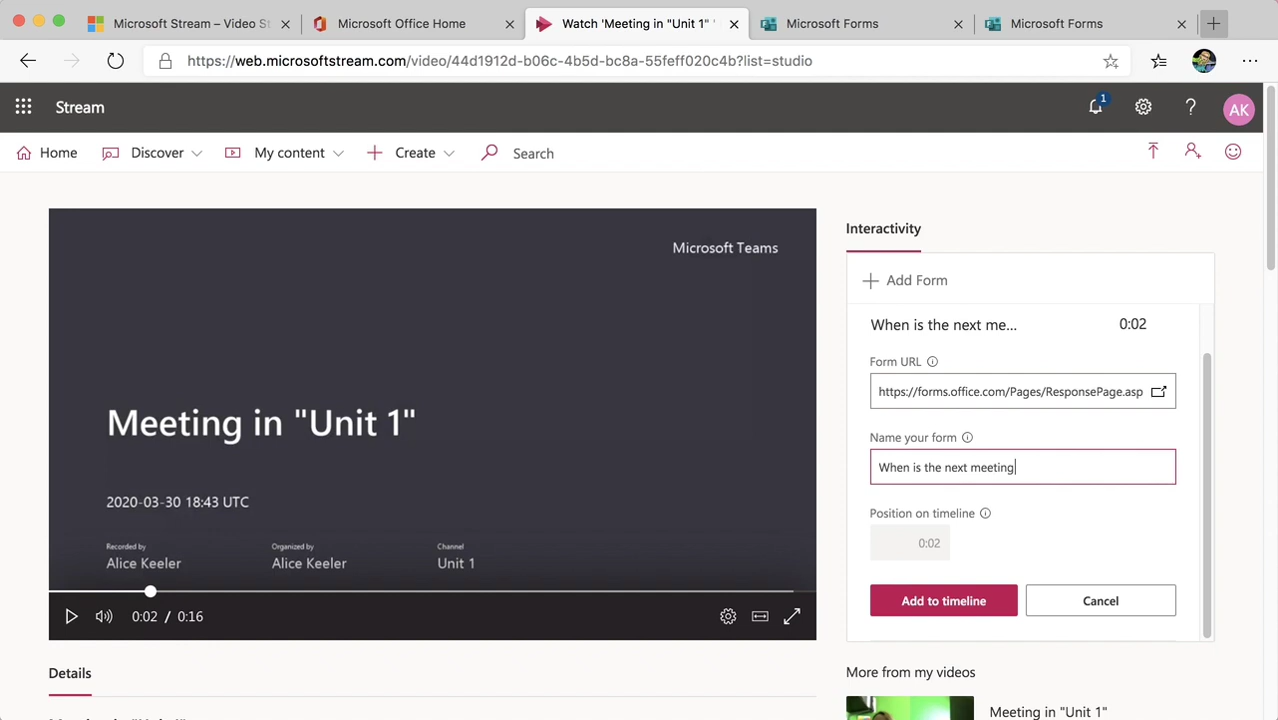 Microsoft Stream – Video St
Microsoft Office Home
Watch 'Meeting in "Unit 1" '
Microsoft Forms
Microsoft Forms
https://web.microsoftstream.com/video/44d1912d-b06c-4b5d-bc8a-55feff020c4b?list=studio
Stream
1
AK
Home
Discover
My content
Create
Search
Microsoft Teams
Meeting in "Unit 1"
2020-03-30 18:43 UTC
Recorded by
Alice Keeler
Organized by
Alice Keeler
Channel
Unit 1
0:02 / 0:16
Interactivity
Add Form
When is the next me...
0:02
Form URL
https://forms.office.com/Pages/ResponsePage.asp
Name your form
When is the next meeting
Position on timeline
0:02
Add to timeline
Cancel
Details
More from my videos
Meeting in "Unit 1"